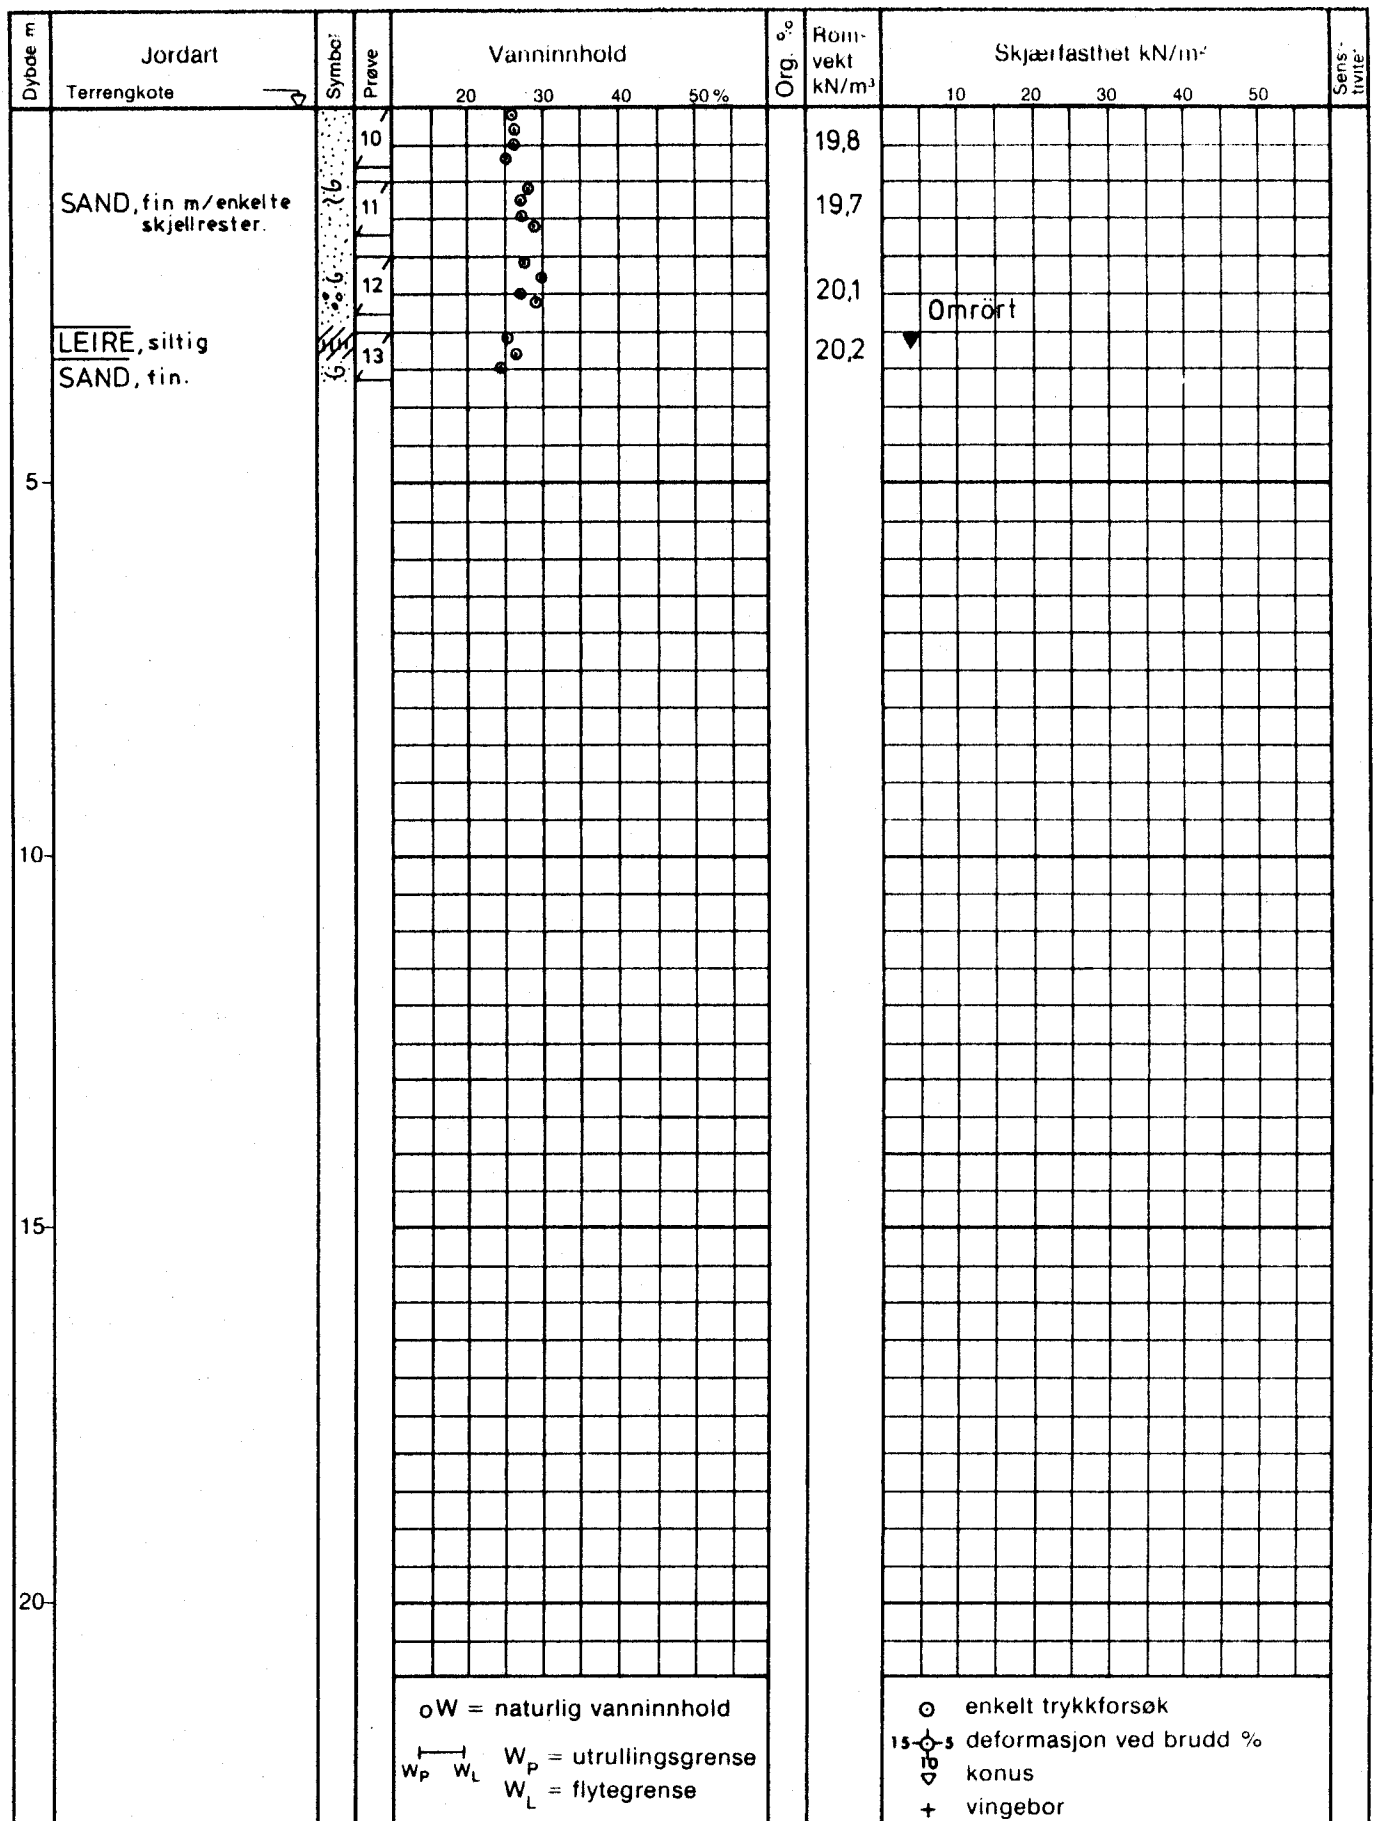 Dybde m
Jordart
Terrengkote
Symbol
Prøve
Vanninnhold
20 30 40 50 %
Org. %
Rom-
vekt
kN/m³
Skjærfasthet kN/m²
10 20 30 40 50
Sensi-
tivitet
10 19,8
SAND, fin m/enkelte
skjellrester.
11 19,7
12 20,1
Omrört
LEIRE, siltig
13 20,2
SAND, fin.
5
10
15
20
oW = naturlig vanninnhold
W_P W_L
W_P = utrullingsgrense
W_L = flytegrense
enkelt trykkforsøk
15 5 deformasjon ved brudd %
10
konus
+ vingebor